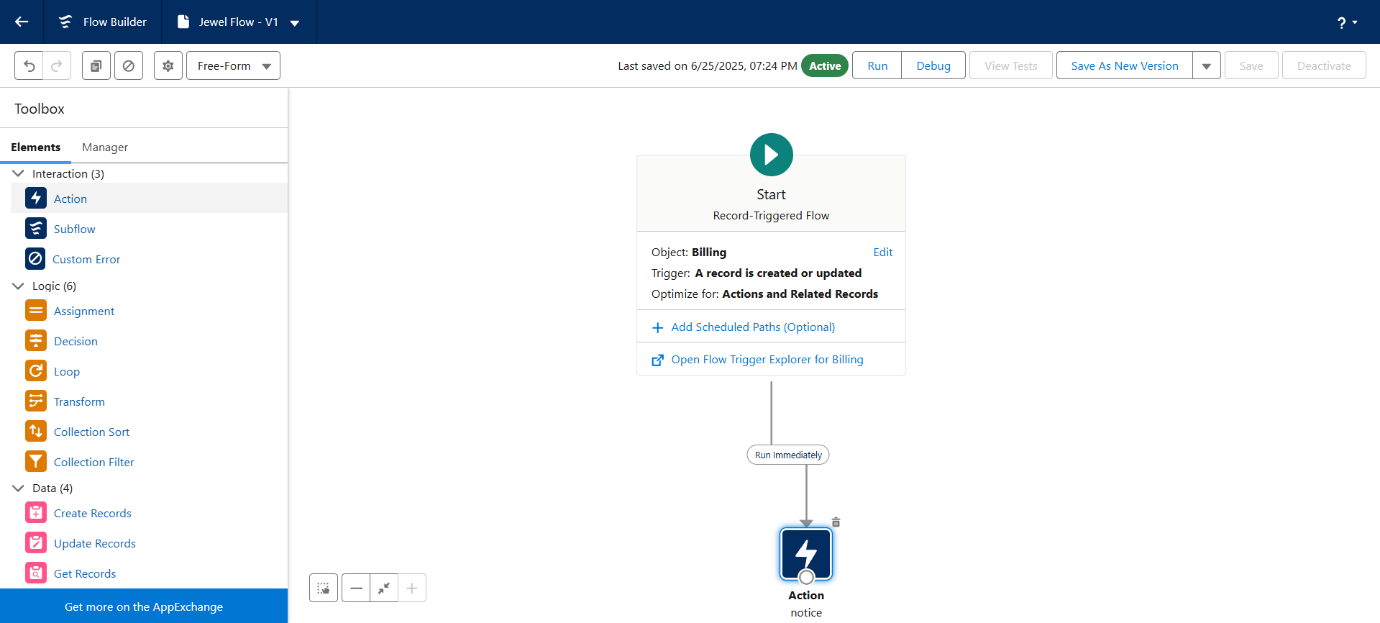 Flow Builder
Jewel Flow - V1
?
Free-Form
Last saved on 6/25/2025, 07:24 PM
Active
Run
Debug
View Tests
Save As New Version
Save
Deactivate
Toolbox
Elements
Manager
Interaction (3)
Action
Subflow
Custom Error
Logic (6)
Assignment
Decision
Loop
Transform
Collection Sort
Collection Filter
Data (4)
Create Records
Update Records
Get Records
Get more on the AppExchange
Start
Record-Triggered Flow
Object: Billing
Edit
Trigger: A record is created or updated
Optimize for: Actions and Related Records
Add Scheduled Paths (Optional)
Open Flow Trigger Explorer for Billing
Run Immediately
Action
notice